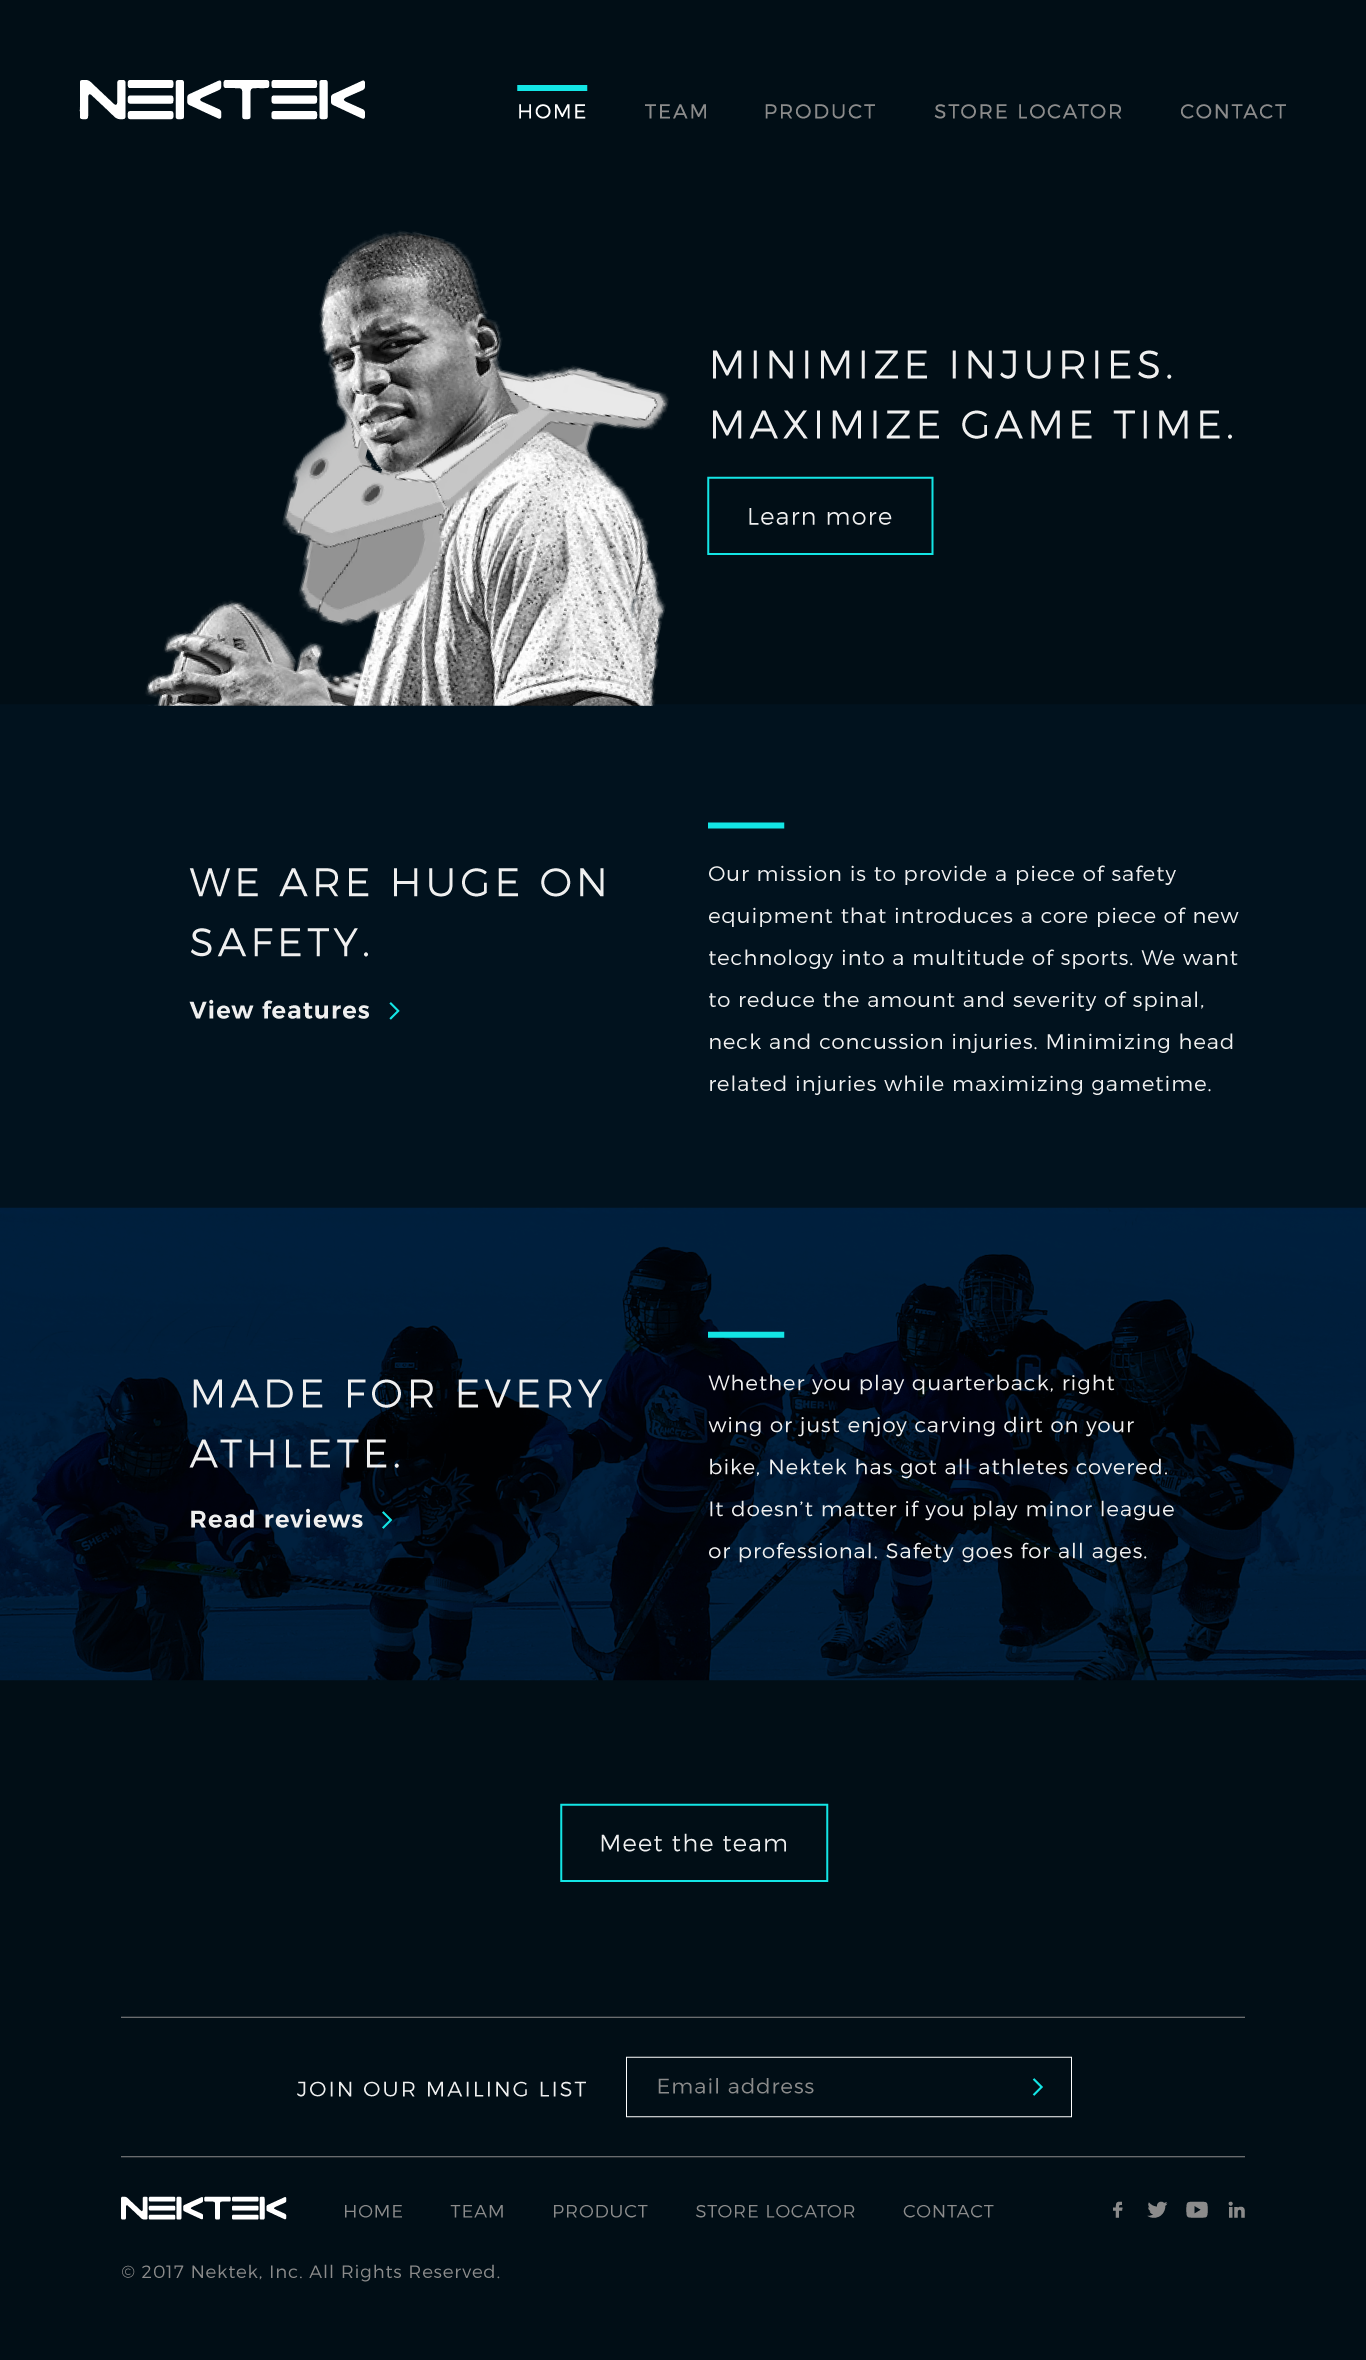 NEKTEK
HOME TEAM PRODUCT STORE LOCATOR CONTACT
MINIMIZE INJURIES.
MAXIMIZE GAME TIME.
Learn more
WE ARE HUGE ON
SAFETY.
View features
Our mission is to provide a piece of safety
equipment that introduces a core piece of new
technology into a multitude of sports. We want
to reduce the amount and severity of spinal,
neck and concussion injuries. Minimizing head
related injuries while maximizing gametime.
MADE FOR EVERY
ATHLETE.
Read reviews
Whether you play quarterback, right
wing or just enjoy carving dirt on your
bike, Nektek has got all athletes covered.
It doesn’t matter if you play minor league
or professional. Safety goes for all ages.
Meet the team
JOIN OUR MAILING LIST
Email address
NEKTEK
HOME TEAM PRODUCT STORE LOCATOR CONTACT
© 2017 Nektek, Inc. All Rights Reserved.